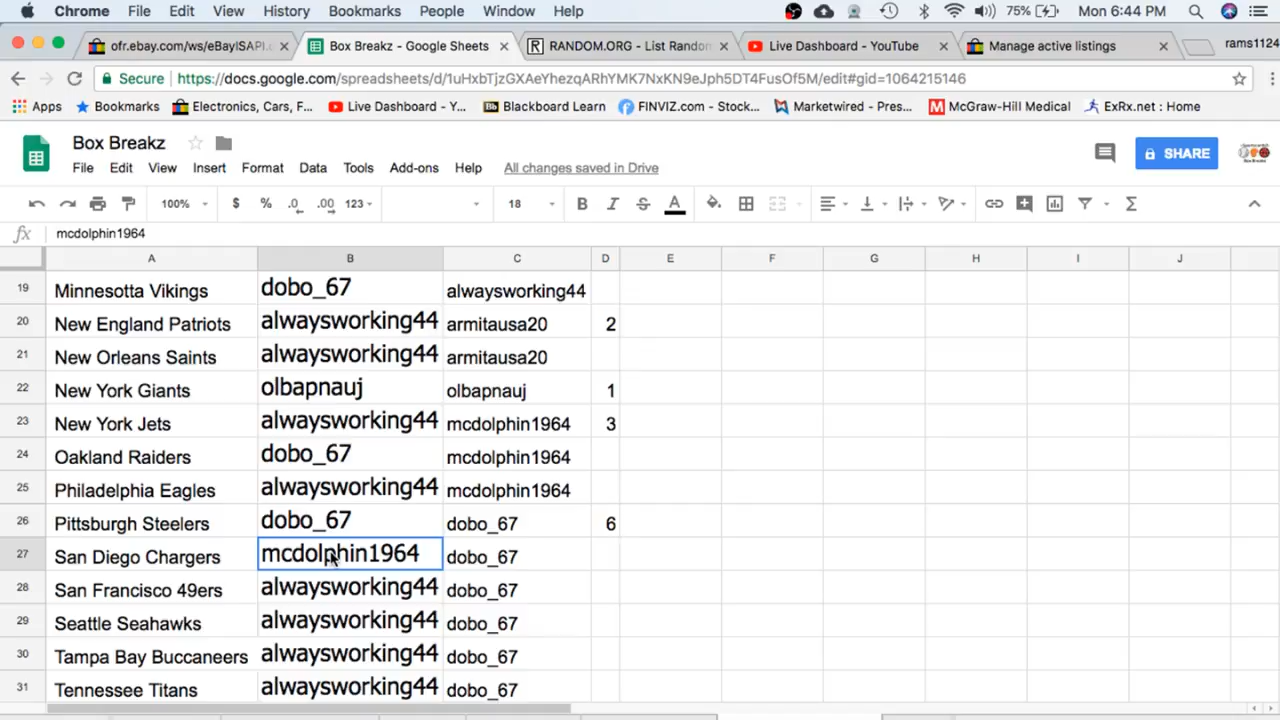 Chrome File Edit View History Bookmarks People Window Help 75% Mon 6:44 PM
ofr.ebay.com/ws/eBayISAPI.c Box Breakz - Google Sheets RANDOM.ORG - List Randon Live Dashboard - YouTube Manage active listings rams1124
Secure https://docs.google.com/spreadsheets/d/1uHxbTjzGXAeYhezqARhYMK7NxKN9eJph5DT4FusOf5M/edit#gid=1064215146
Apps Bookmarks Electronics, Cars, F... Live Dashboard - Y... Bb Blackboard Learn FINVIZ.com - Stock... Marketwired - Pres... M McGraw-Hill Medical ExRx.net : Home
Box Breakz SHARE
File Edit View Insert Format Data Tools Add-ons Help All changes saved in Drive
100% $ % .0 .00 123 18 B I S A Σ
fx mcdolphin1964
A B C D E F G H I J
19 Minnesotta Vikings dobo_67 alwaysworking44
20 New England Patriots alwaysworking44 armitausa20 2
21 New Orleans Saints alwaysworking44 armitausa20
22 New York Giants olbapnauj olbapnauj 1
23 New York Jets alwaysworking44 mcdolphin1964 3
24 Oakland Raiders dobo_67 mcdolphin1964
25 Philadelphia Eagles alwaysworking44 mcdolphin1964
26 Pittsburgh Steelers dobo_67 dobo_67 6
27 San Diego Chargers mcdolphin1964 dobo_67
28 San Francisco 49ers alwaysworking44 dobo_67
29 Seattle Seahawks alwaysworking44 dobo_67
30 Tampa Bay Buccaneers alwaysworking44 dobo_67
31 Tennessee Titans alwaysworking44 dobo_67